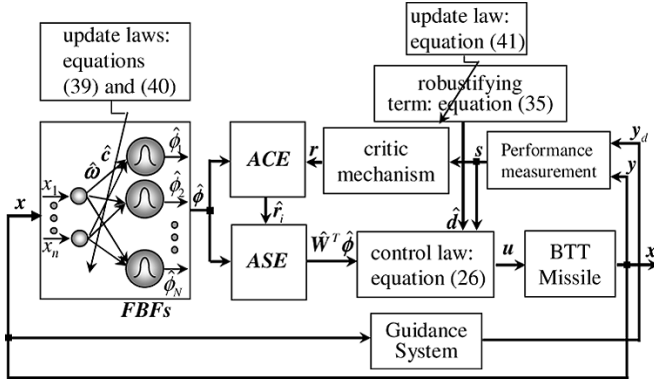 update laws:
equations
(39) and (40)
update law:
equation (41)
robustifying
term: equation (35)
x
x₁
xₙ
ω̂
ĉ
ϕ̂₁
ϕ̂₂
ϕ̂_N
FBFs
ϕ̂
ACE
r̂ᵢ
ASE
r
critic
mechanism
s
Performance
measurement
y_d
y
Ŵᵀϕ̂
d̂
control law:
equation (26)
u
BTT
Missile
x
Guidance
System